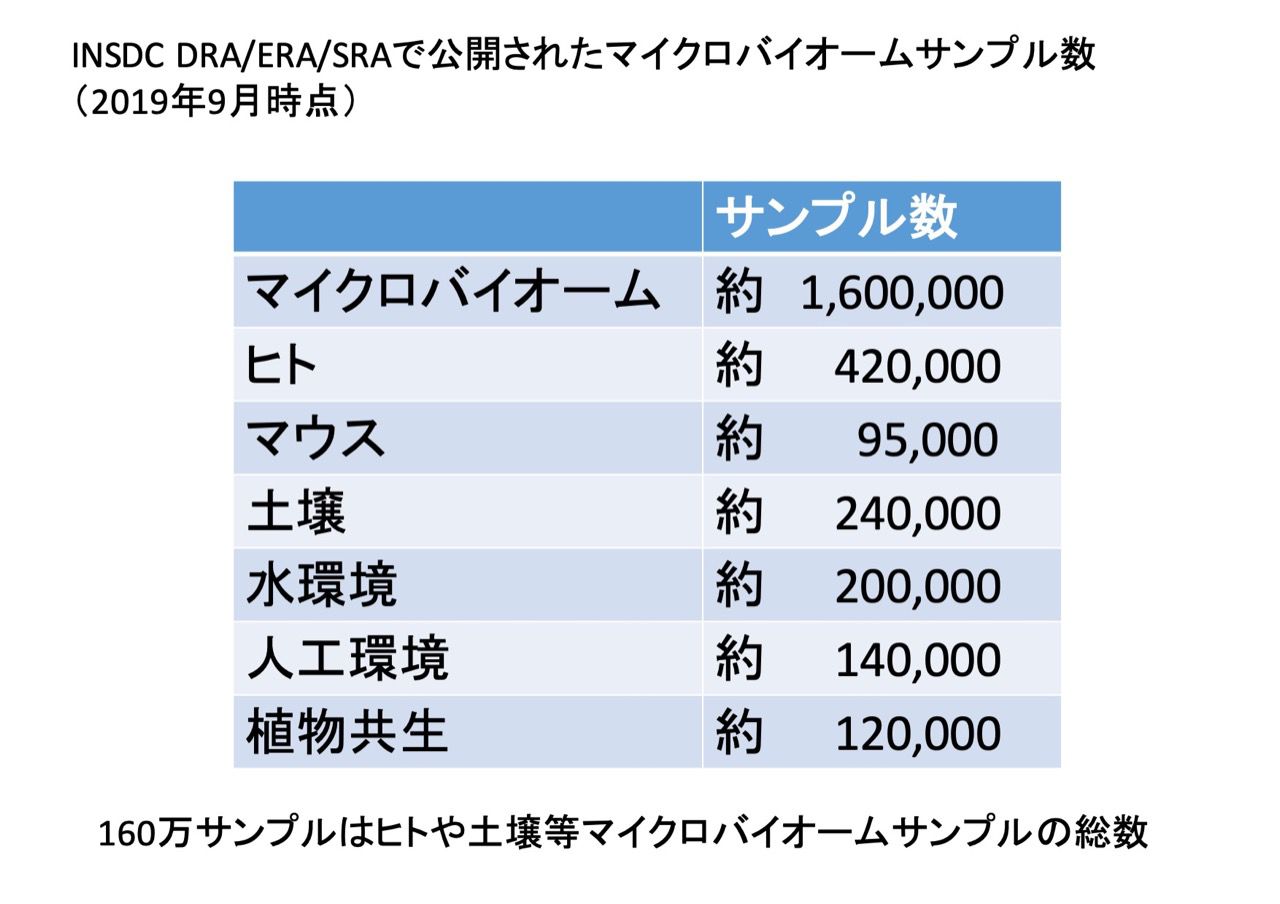 INSDC DRA/ERA/SRAで公開されたマイクロバイオームサンプル数
（2019年9月時点）
サンプル数
マイクロバイオーム 約 1,600,000
ヒト 約 420,000
マウス 約 95,000
土壌 約 240,000
水環境 約 200,000
人工環境 約 140,000
植物共生 約 120,000
160万サンプルはヒトや土壌等マイクロバイオームサンプルの総数